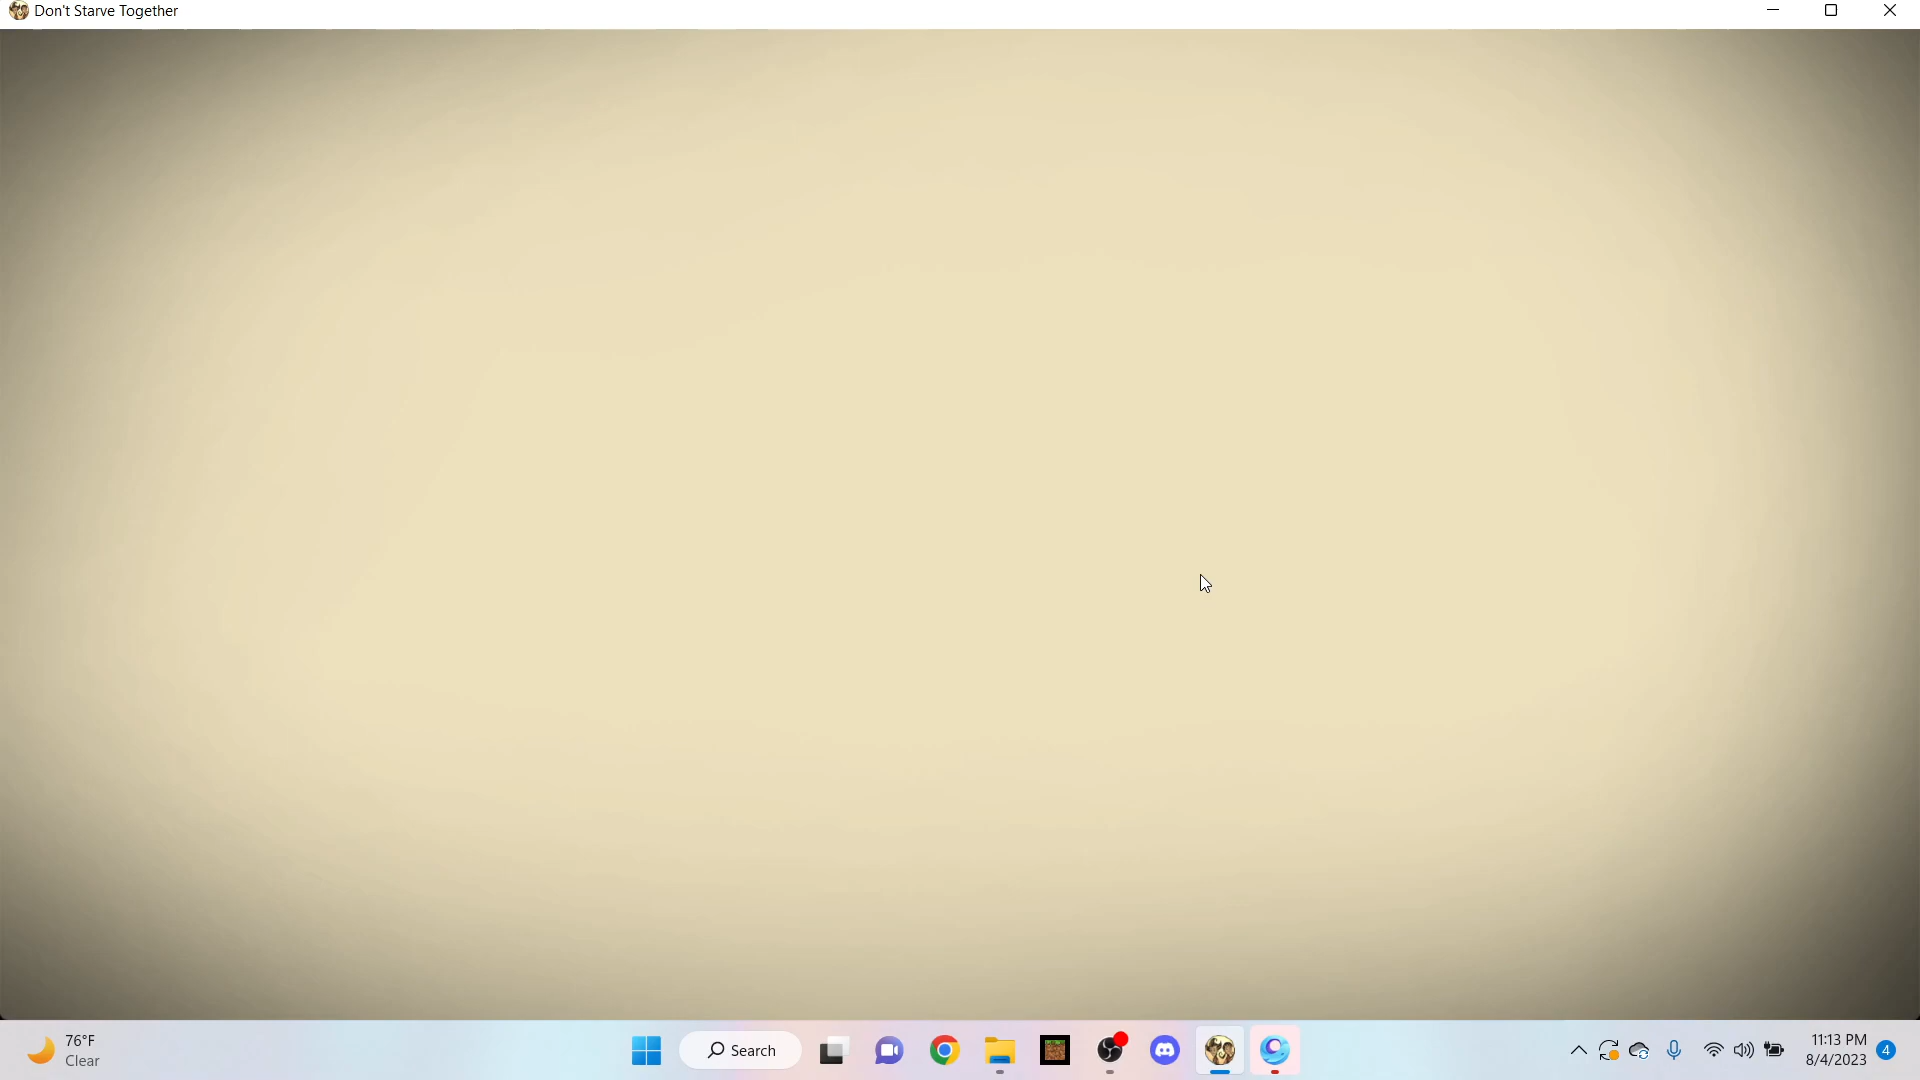 Don't Starve Together
76°F
Clear
Search
11:13 PM
8/4/2023
4